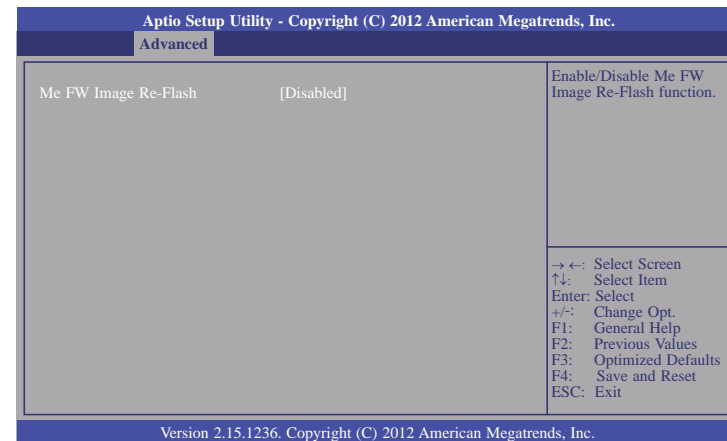 Aptio Setup Utility - Copyright (C) 2012 American Megatrends, Inc.
Advanced
Me FW Image Re-Flash [Disabled]
Enable/Disable Me FW
Image Re-Flash function.
→ ←: Select Screen
↑↓: Select Item
Enter: Select
+/-: Change Opt.
F1: General Help
F2: Previous Values
F3: Optimized Defaults
F4: Save and Reset
ESC: Exit
Version 2.15.1236. Copyright (C) 2012 American Megatrends, Inc.